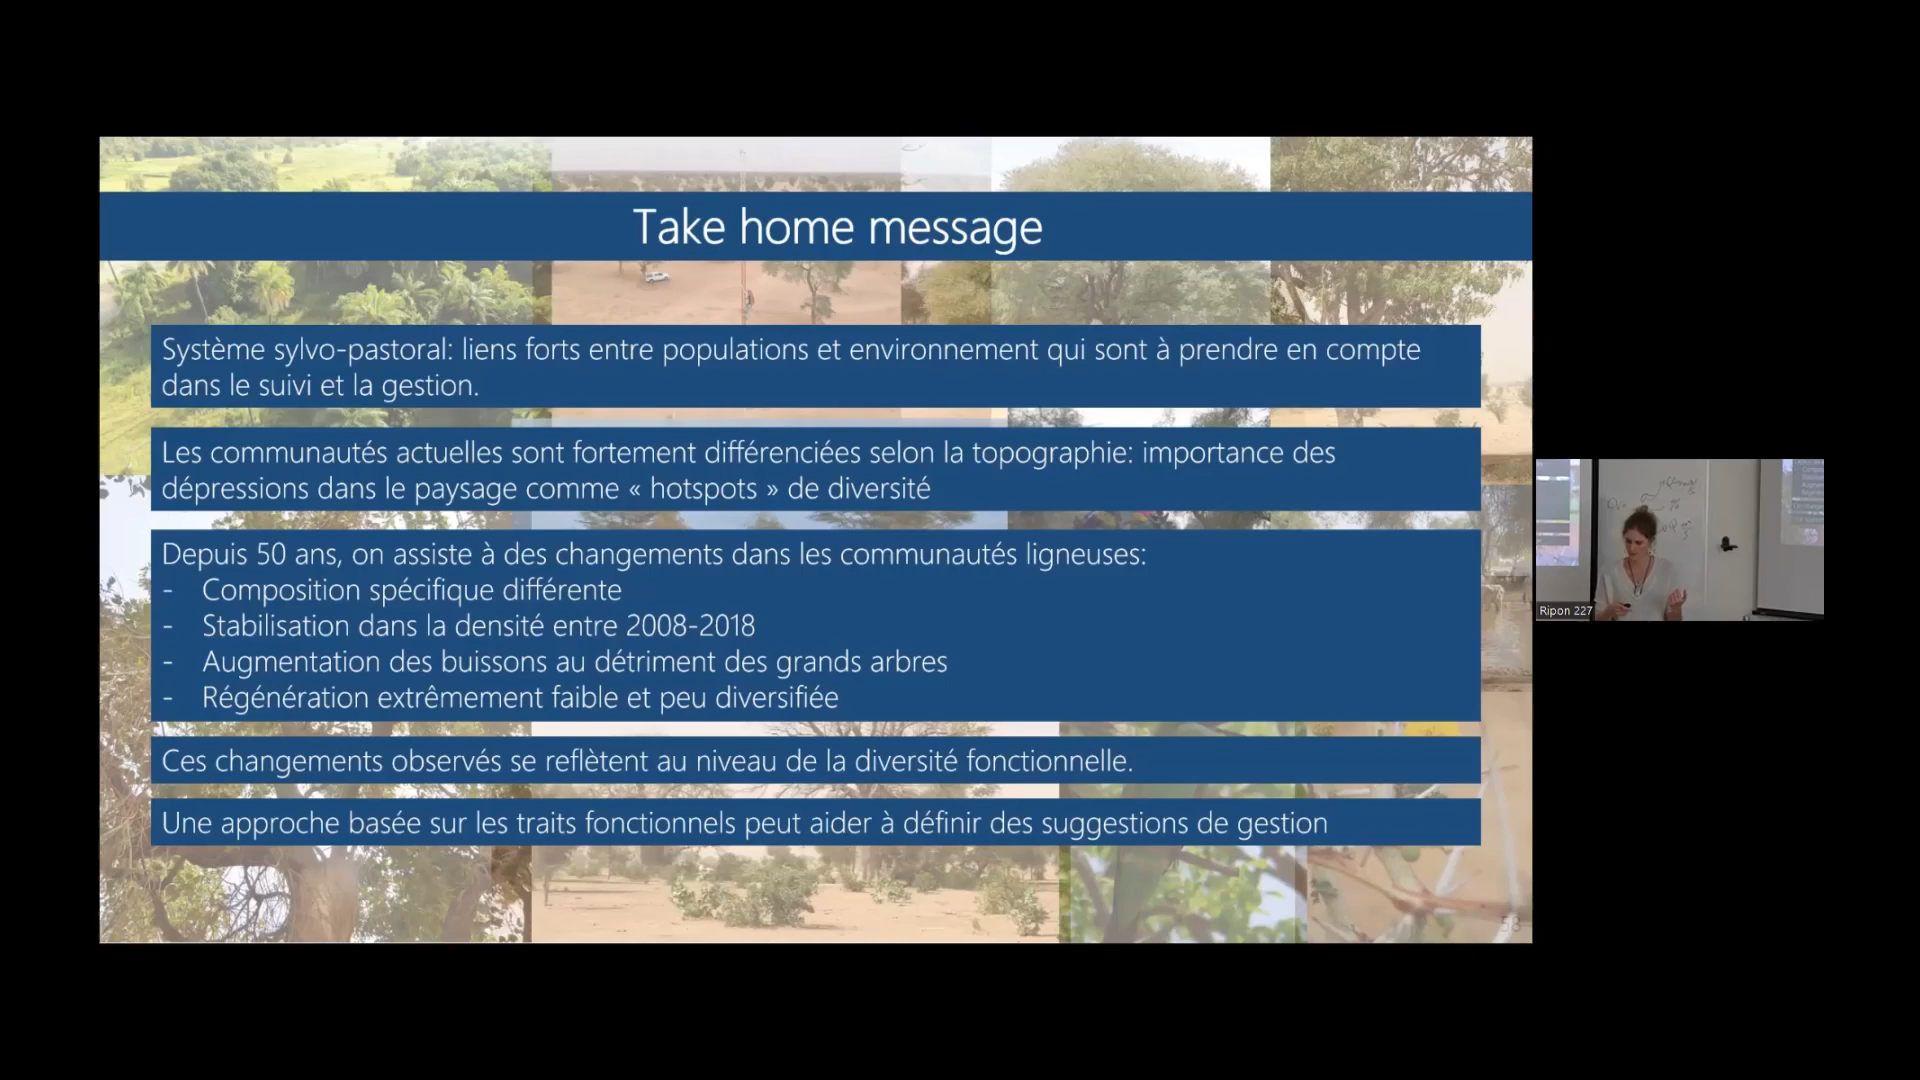 Take home message
Système sylvo-pastoral: liens forts entre populations et environnement qui sont à prendre en compte
dans le suivi et la gestion.
Les communautés actuelles sont fortement différenciées selon la topographie: importance des
dépressions dans le paysage comme « hotspots » de diversité
Depuis 50 ans, on assiste à des changements dans les communautés ligneuses:
- Composition spécifique différente
- Stabilisation dans la densité entre 2008-2018
- Augmentation des buissons au détriment des grands arbres
- Régénération extrêmement faible et peu diversifiée
Ces changements observés se reflètent au niveau de la diversité fonctionnelle.
Une approche basée sur les traits fonctionnels peut aider à définir des suggestions de gestion
Ripon 227